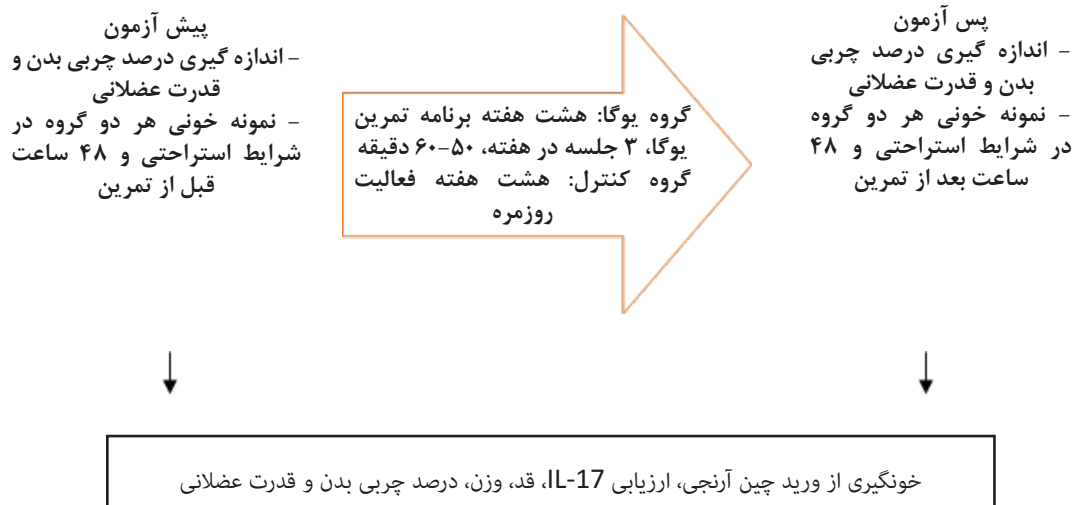 پیش آزمون
- اندازه گیری درصد چربی بدن و
قدرت عضلانی
- نمونه خونی هر دو گروه در
شرایط استراحتی و ۴۸ ساعت
قبل از تمرین
گروه یوگا: هشت هفته برنامه تمرین
یوگا، ۳ جلسه در هفته، ۵۰-۶۰ دقیقه
گروه کنترل: هشت هفته فعالیت
روزمره
پس آزمون
- اندازه گیری درصد چربی
بدن و قدرت عضلانی
- نمونه خونی هر دو گروه
در شرایط استراحتی و ۴۸
ساعت بعد از تمرین
خونگیری از ورید چین آرنجی، ارزیابی IL-17، قد، وزن، درصد چربی بدن و قدرت عضلانی